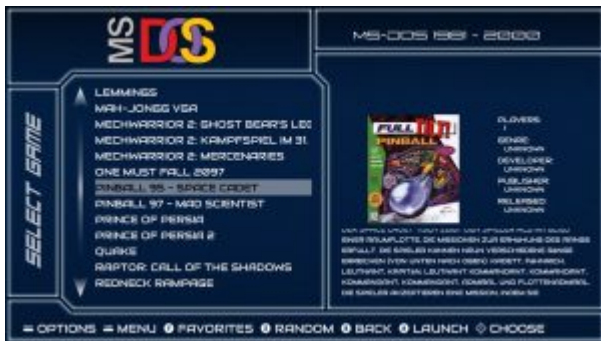 MS DOS
MS-DOS 1981 - 2000
SELECT GAME
LEMMINGS
MAH-JONGG VGA
MECHWARRIOR 2: GHOST BEAR'S LEG
MECHWARRIOR 2: KAMPFSPIEL IM 31.
MECHWARRIOR 2: MERCENARIES
ONE MUST FALL 2097
PINBALL 95 - SPACE CADET
PINBALL 97 - MAD SCIENTIST
PRINCE OF PERSIA
PRINCE OF PERSIA 2
QUAKE
RAPTOR: CALL OF THE SHADOWS
REDNECK RAMPAGE
FULL TILT!
PINBALL
PLAYERS:
1
GENRE:
UNKNOWN
DEVELOPER:
UNKNOWN
PUBLISHER:
UNKNOWN
RELEASED:
UNKNOWN
EINER RAUMFLOTTE, DIE MISSIONEN ZUR ERHÖHUNG DES RANGS
ERFÜLLT. DIE SPIELER KÖNNEN NEUN VERSCHIEDENE RÄNGE
ERREICHEN (VON UNTEN NACH OBEN): KADETT, FÄHNRICH,
LEUTNANT, KAPITÄN, LEUTNANT KOMMANDANT, KOMMANDANT,
KOMMANDANT, KOMMANDANT, ADMIRAL UND FLOTTENADMIRAL.
DIE SPIELER AKZEPTIEREN EINE MISSION, INDEM SIE
OPTIONS MENU FAVORITES RANDOM BACK LAUNCH CHOOSE